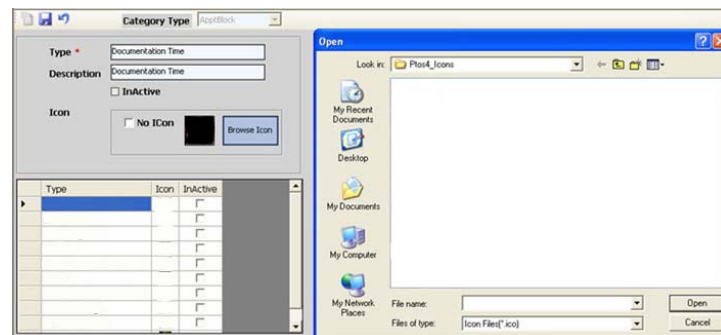 Category Type ApptBlock
Type * Documentation Time
Description Documentation Time
InActive
Icon
No ICon
Browse Icon
Type Icon InActive
Open
Look in: Ptos4_Icons
My Recent
Documents
Desktop
My Documents
My Computer
My Network
Places
File name:
Open
Files of type: Icon Files(*.ico)
Cancel